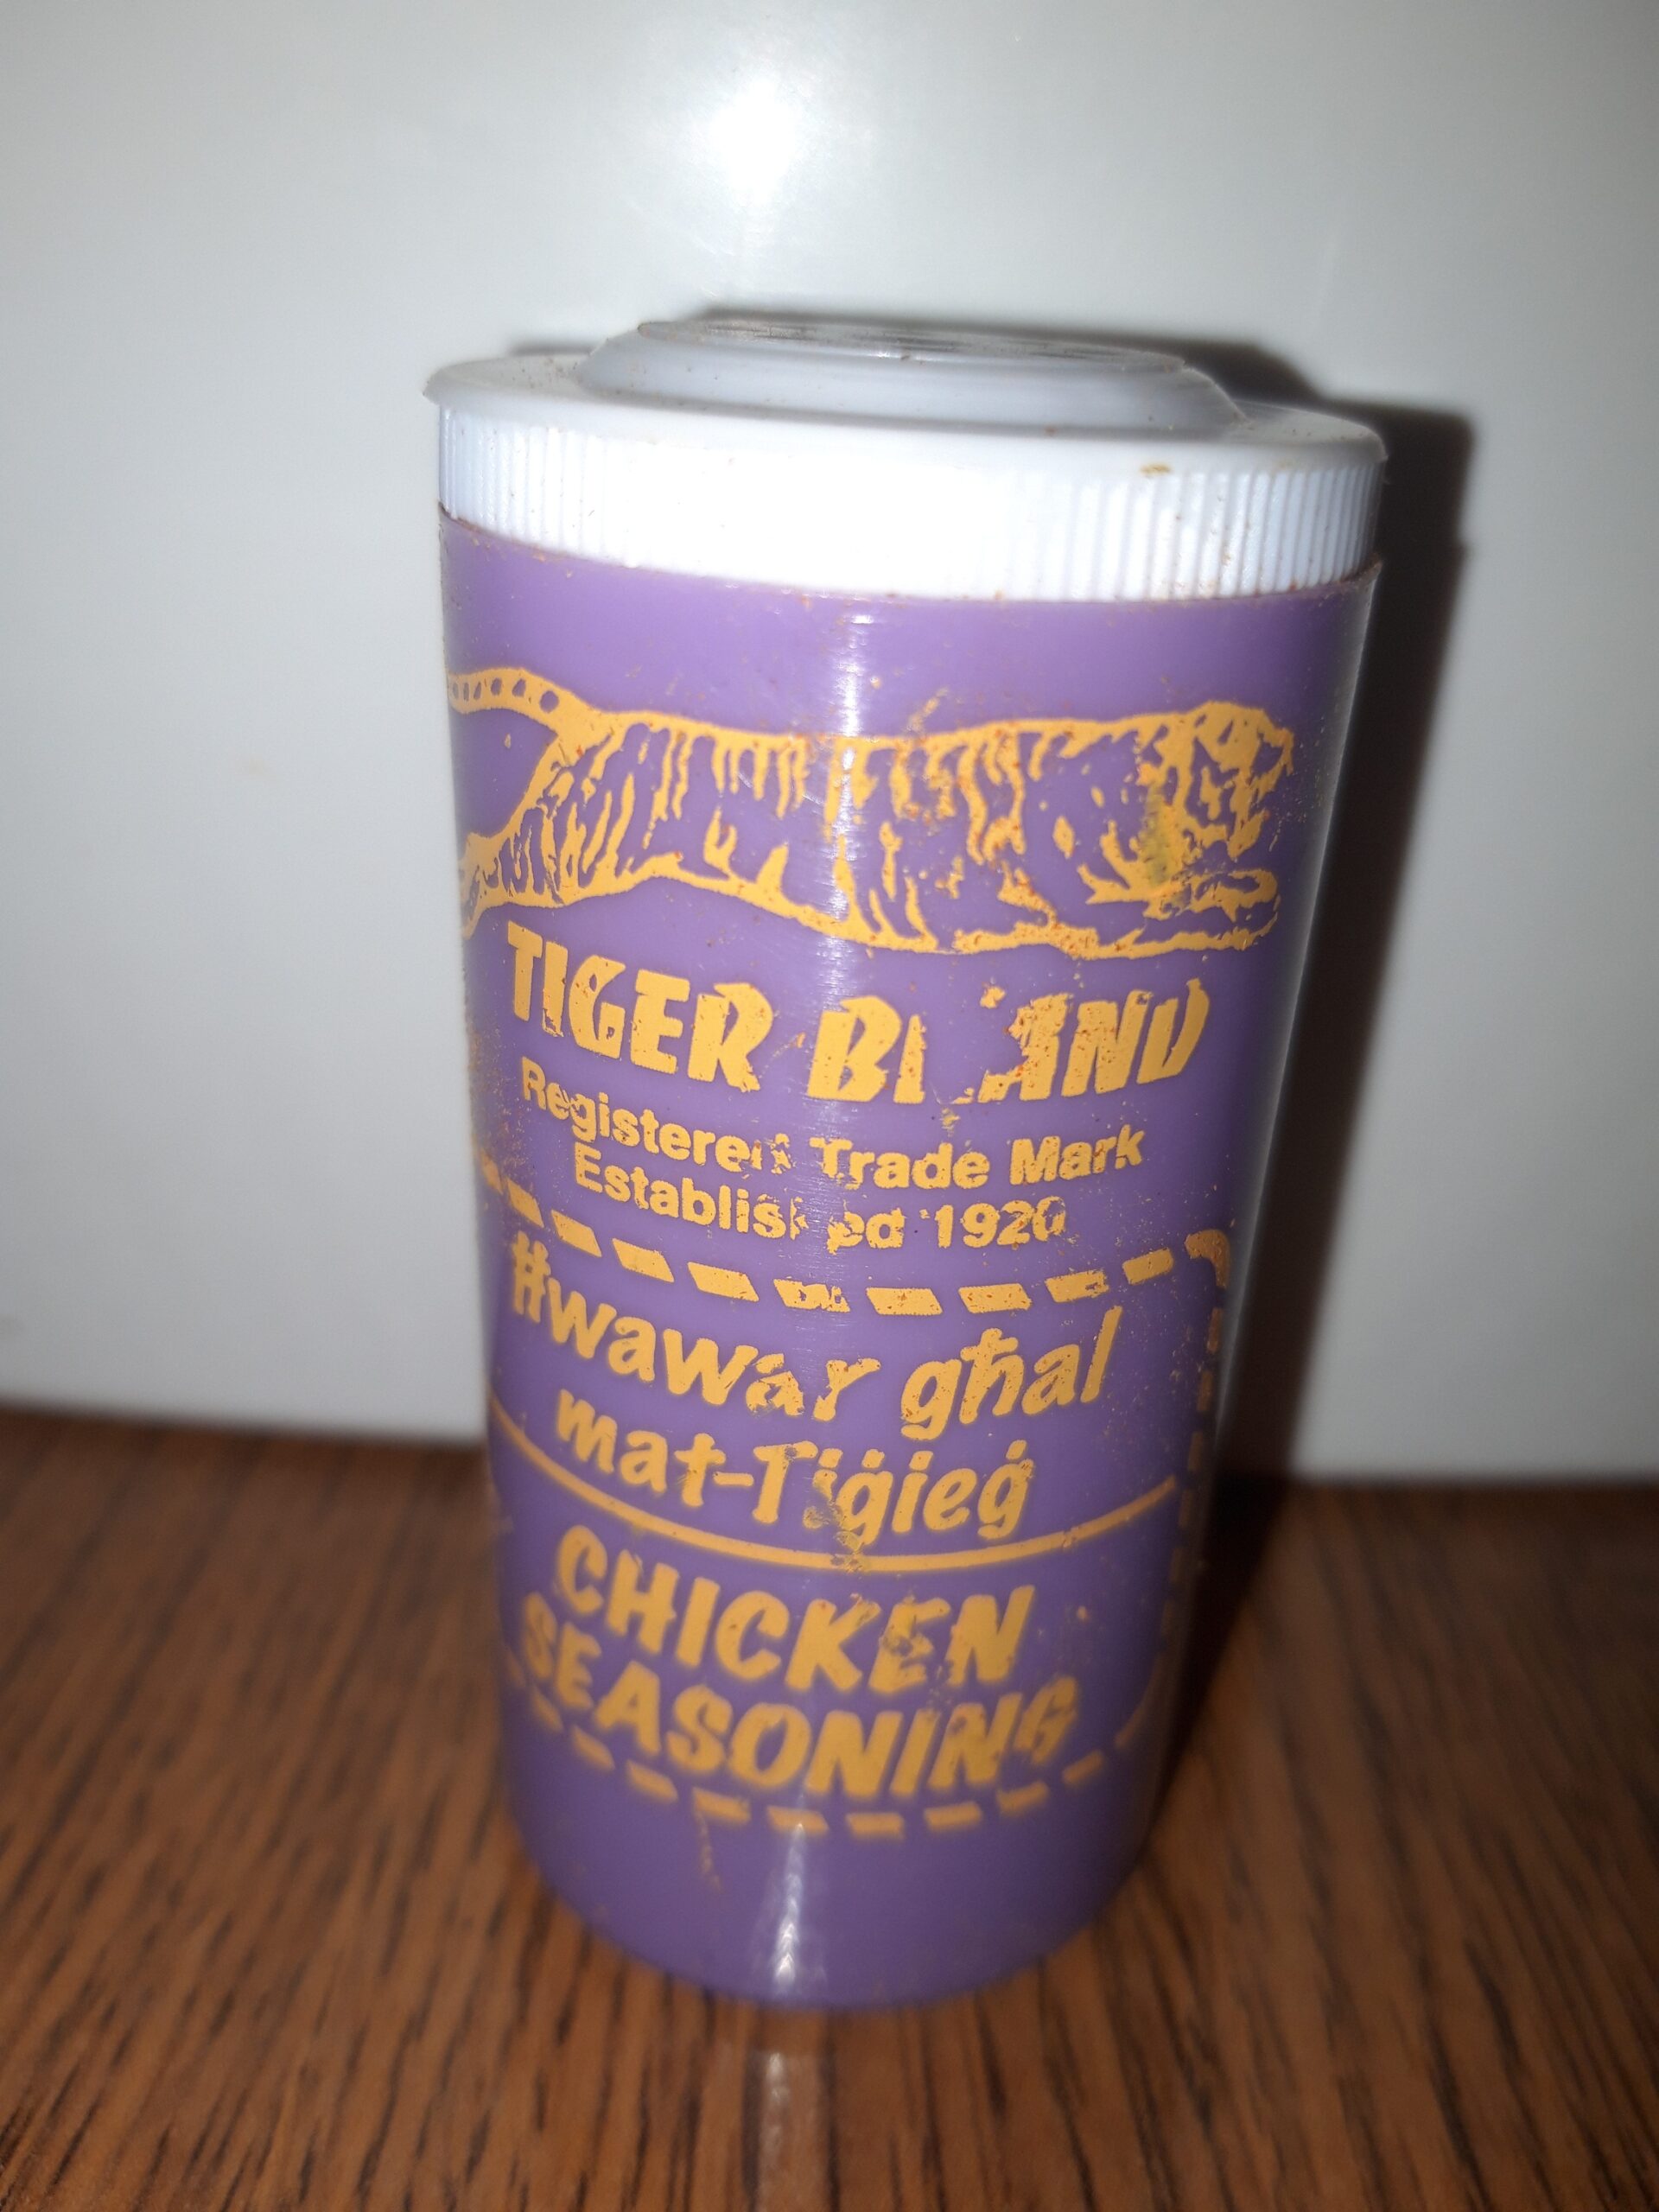 TIGER BRAND
Registered Trade Mark
Established 1920
Ħwawar għal
mat-Tiġieġ
CHICKEN
SEASONING